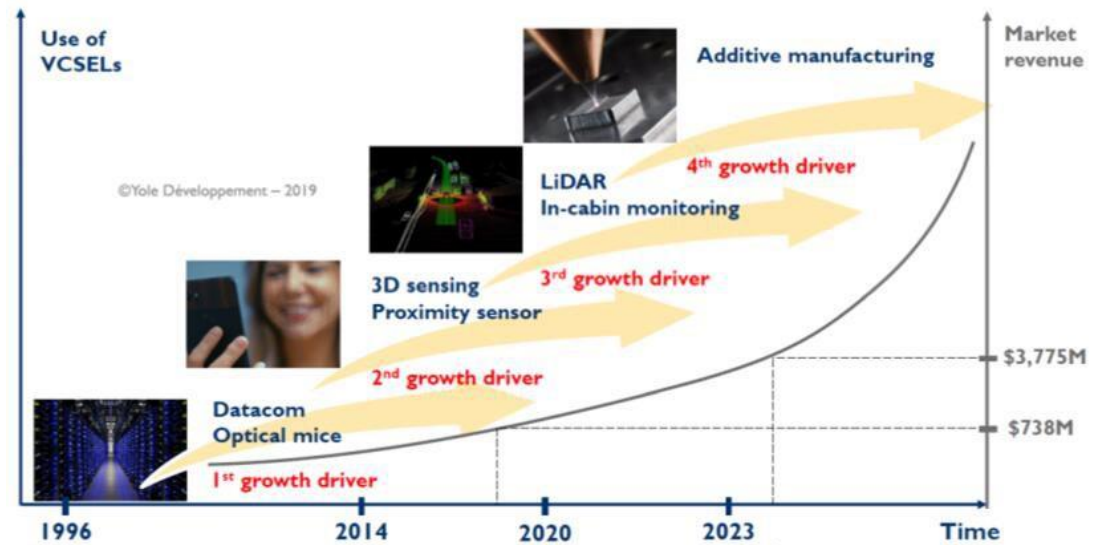 Use of
VCSELs
Market
revenue
Additive manufacturing
4th growth driver
©Yole Développement – 2019
LiDAR
In-cabin monitoring
3rd growth driver
3D sensing
Proximity sensor
2nd growth driver
Datacom
Optical mice
1st growth driver
$3,775M
$738M
1996
2014
2020
2023
Time